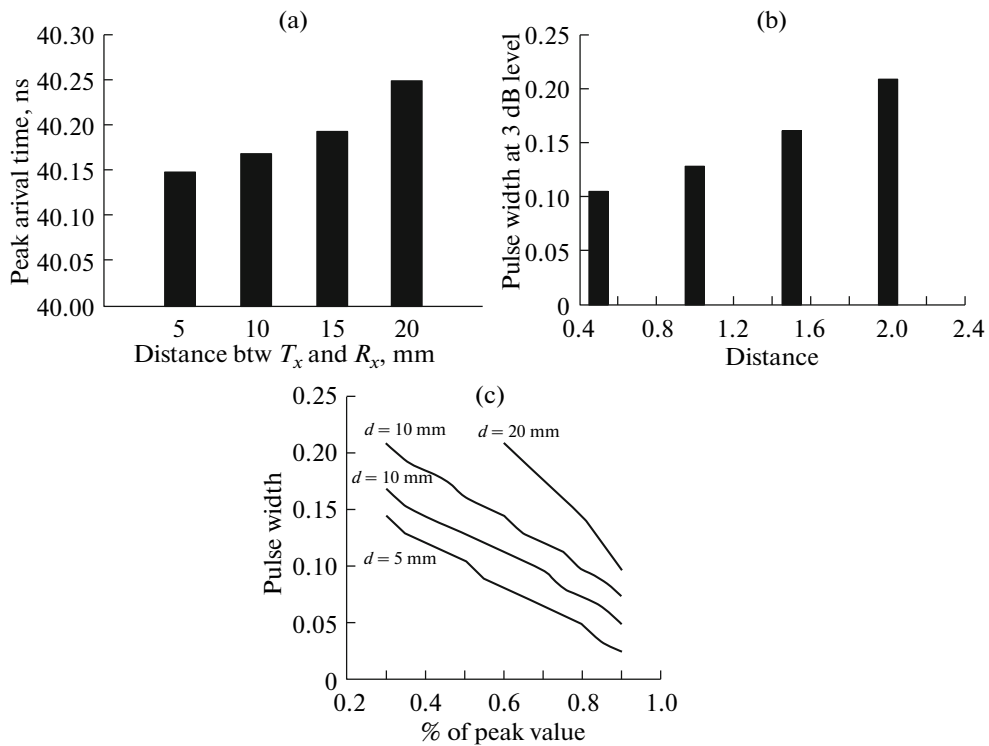 (a)
Peak arival time, ns
40.30
40.25
40.20
40.15
40.10
40.05
40.00
5 10 15 20
Distance btw Tx and Rx, mm
(b)
Pulse width at 3 dB level
0.25
0.20
0.15
0.10
0.05
0
0.4 0.8 1.2 1.6 2.0 2.4
Distance
(c)
Pulse width
0.25
0.20
0.15
0.10
0.05
0
d = 10 mm
d = 20 mm
d = 10 mm
d = 5 mm
0.2 0.4 0.6 0.8 1.0
% of peak value